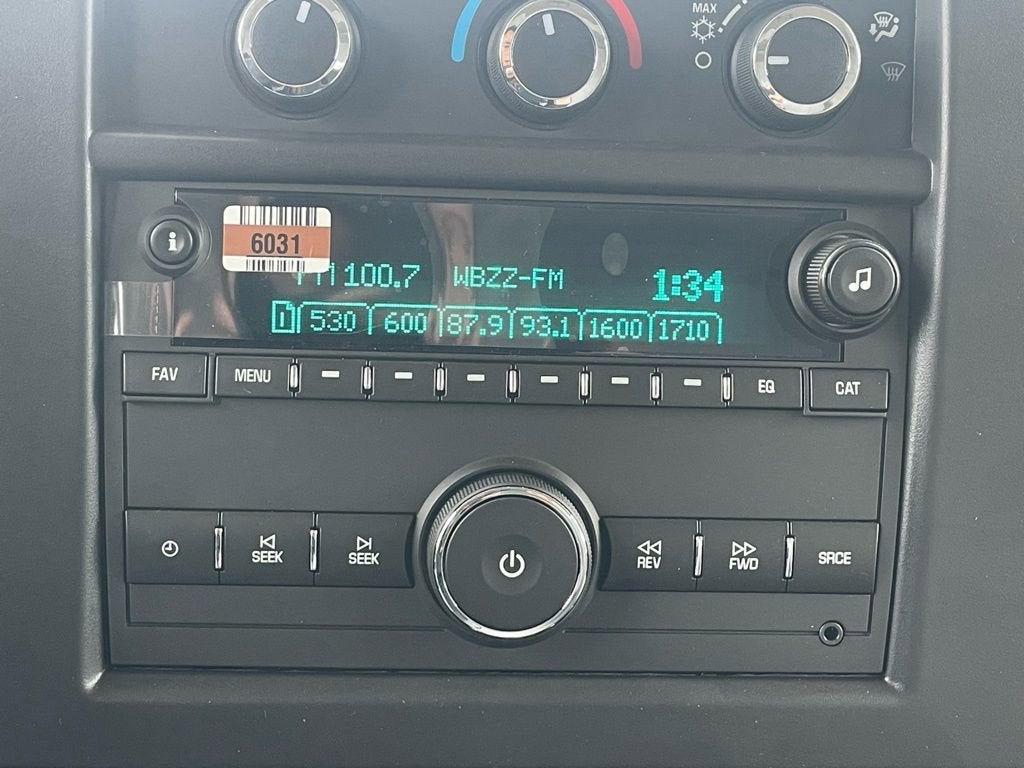 MAX
6031
100.7 WBZZ-FM 1:34
1 530 600 87.9 93.1 1600 1710
FAV MENU EQ CAT
SEEK SEEK REV FWD SRCE